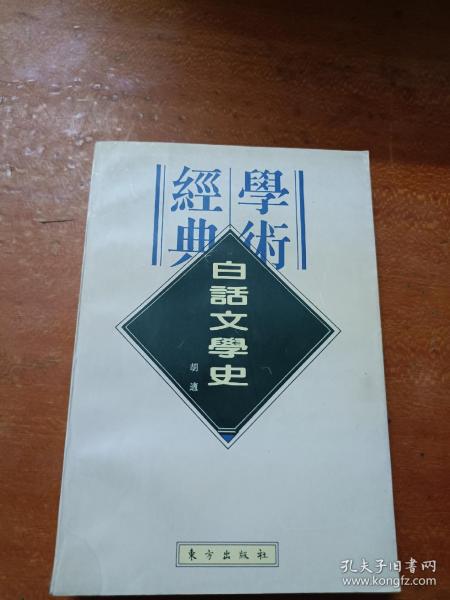 學術
經典
白話文學史
胡適
東方出版社
孔夫子旧书网
www.kongfz.com